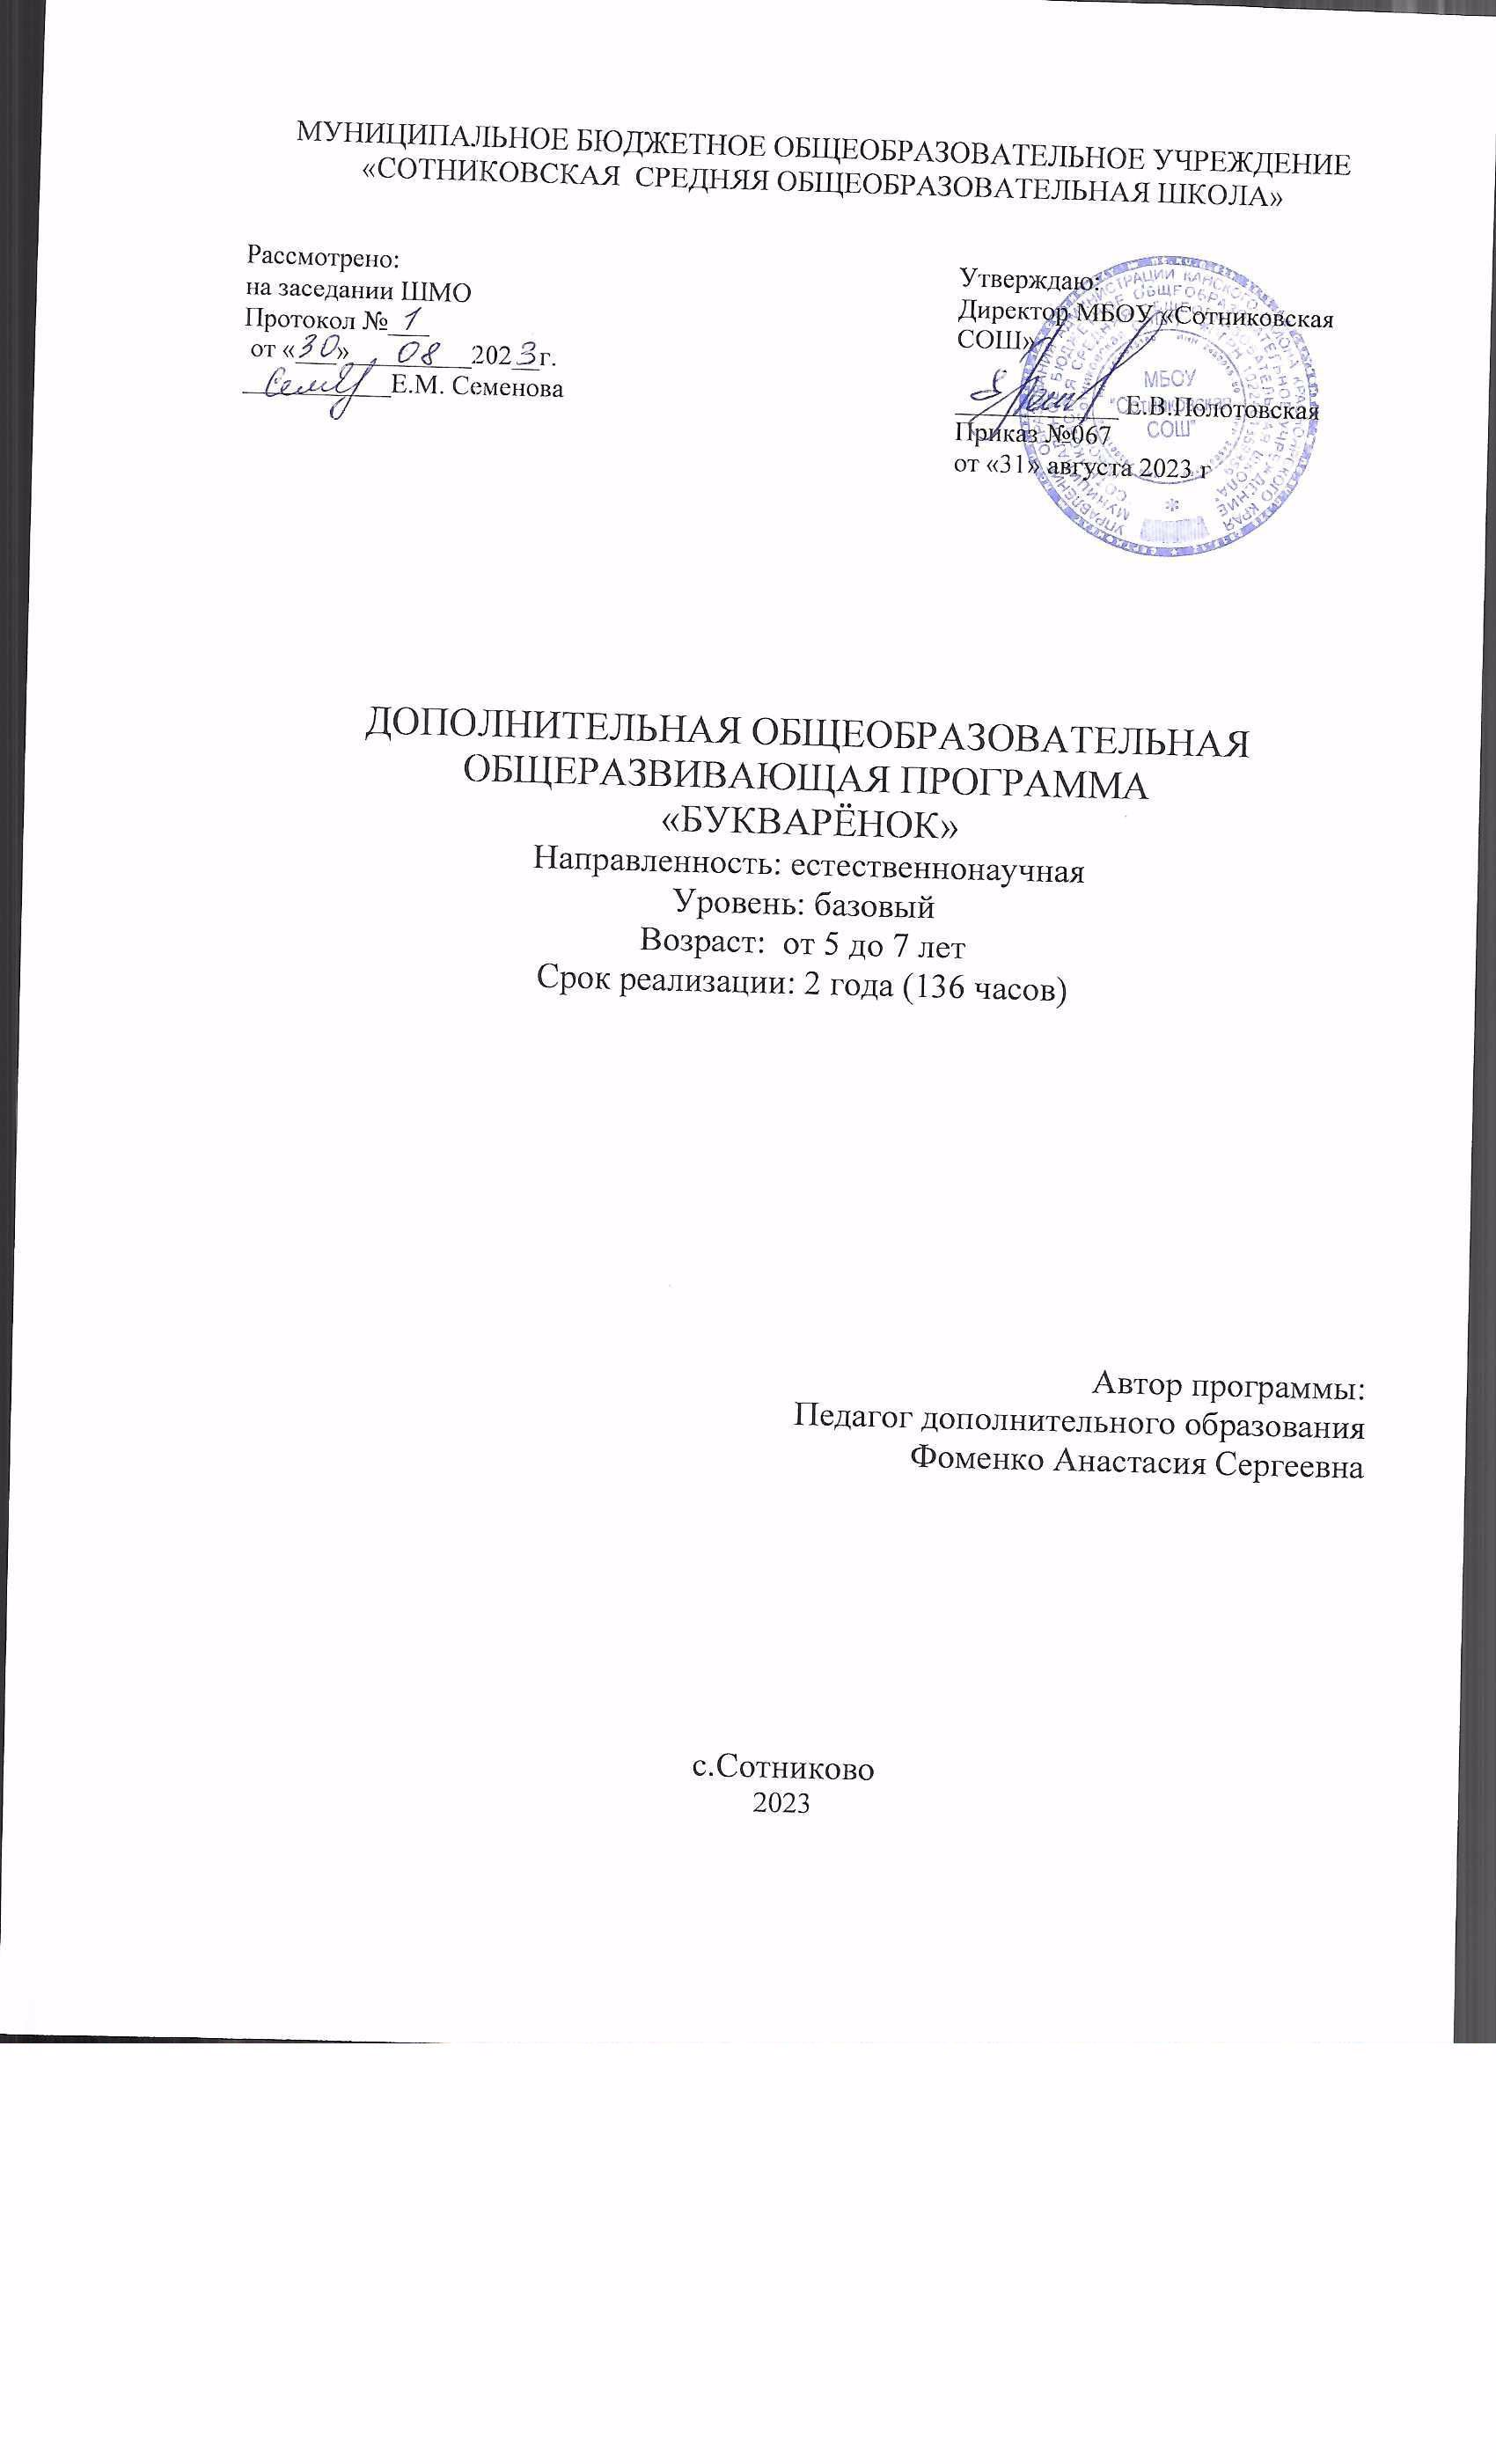 МУНИЦИПАЛЬНОЕ БЮДЖЕТНОЕ ОБЩЕОБРАЗОВАТЕЛЬНОЕ УЧРЕЖДЕНИЕ
«СОТНИКОВСКАЯ СРЕДНЯЯ ОБЩЕОБРАЗОВАТЕЛЬНАЯ ШКОЛА»
Рассмотрено:
на заседании ШМО
Протокол № 1
от «30» 08 2023г.
Е.М. Семенова
Утверждаю:
Директор МБОУ «Сотниковская
СОШ»
Е.В.Полотовская
Приказ №067
от «31» августа 2023 г
МБОУ
"Сотниковская
СОШ"
ДОПОЛНИТЕЛЬНАЯ ОБЩЕОБРАЗОВАТЕЛЬНАЯ
ОБЩЕРАЗВИВАЮЩАЯ ПРОГРАММА
«БУКВАРЁНОК»
Направленность: естественнонаучная
Уровень: базовый
Возраст: от 5 до 7 лет
Срок реализации: 2 года (136 часов)
Автор программы:
Педагог дополнительного образования
Фоменко Анастасия Сергеевна
с.Сотниково
2023